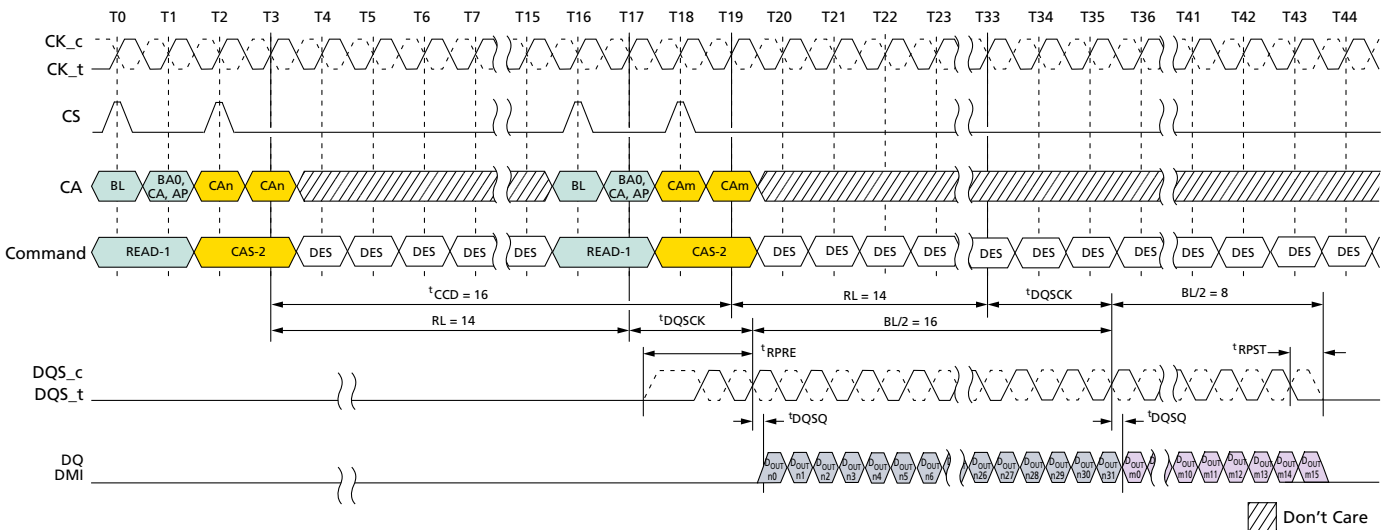 T0 T1 T2 T3 T4 T5 T6 T7 T15 T16 T17 T18 T19 T20 T21 T22 T23 T33 T34 T35 T36 T41 T42 T43 T44
CK_c
CK_t
CS
CA BL BA0, CA, AP CAn CAn BL BA0, CA, AP CAm CAm
Command READ-1 CAS-2 DES DES DES DES DES READ-1 CAS-2 DES DES DES DES DES DES DES DES DES DES DES DES
tCCD = 16 RL = 14 tDQSCK BL/2 = 8
RL = 14 tDQSCK BL/2 = 16
tRPRE tRPST
DQS_c
DQS_t
tDQSQ tDQSQ
DQ
DMI
DOUT n0 DOUT n1 DOUT n2 DOUT n3 DOUT n4 DOUT n5 DOUT n6 DOUT n26 DOUT n27 DOUT n28 DOUT n29 DOUT n30 DOUT n31 DOUT m0 DOUT m10 DOUT m11 DOUT m12 DOUT m13 DOUT m14 DOUT m15
Don't Care